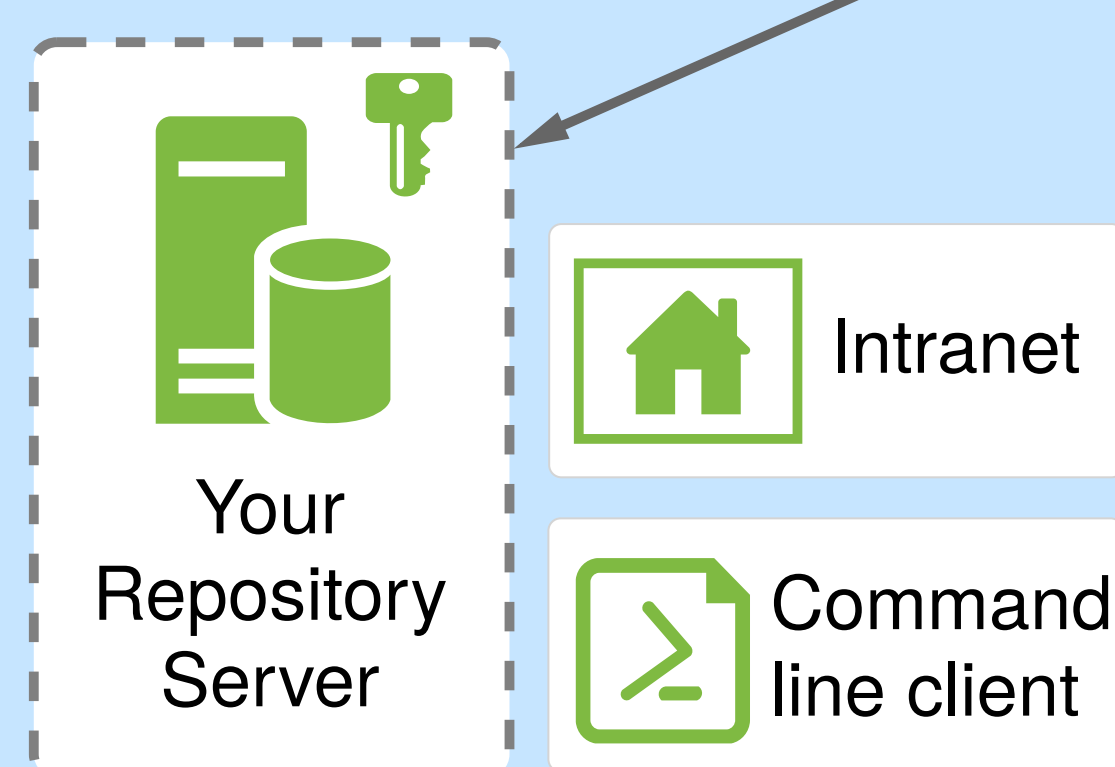 Your
Repository
Server
Intranet
Command
line client